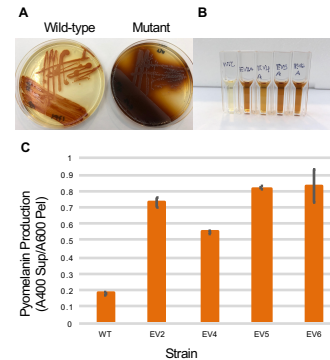 A
Wild-type
Mutant
B
C
Pyomelanin Production
(A400 Sup/A600 Pel)
1
0.9
0.8
0.7
0.6
0.5
0.4
0.3
0.2
0.1
0
WT
EV2
EV4
EV5
EV6
Strain